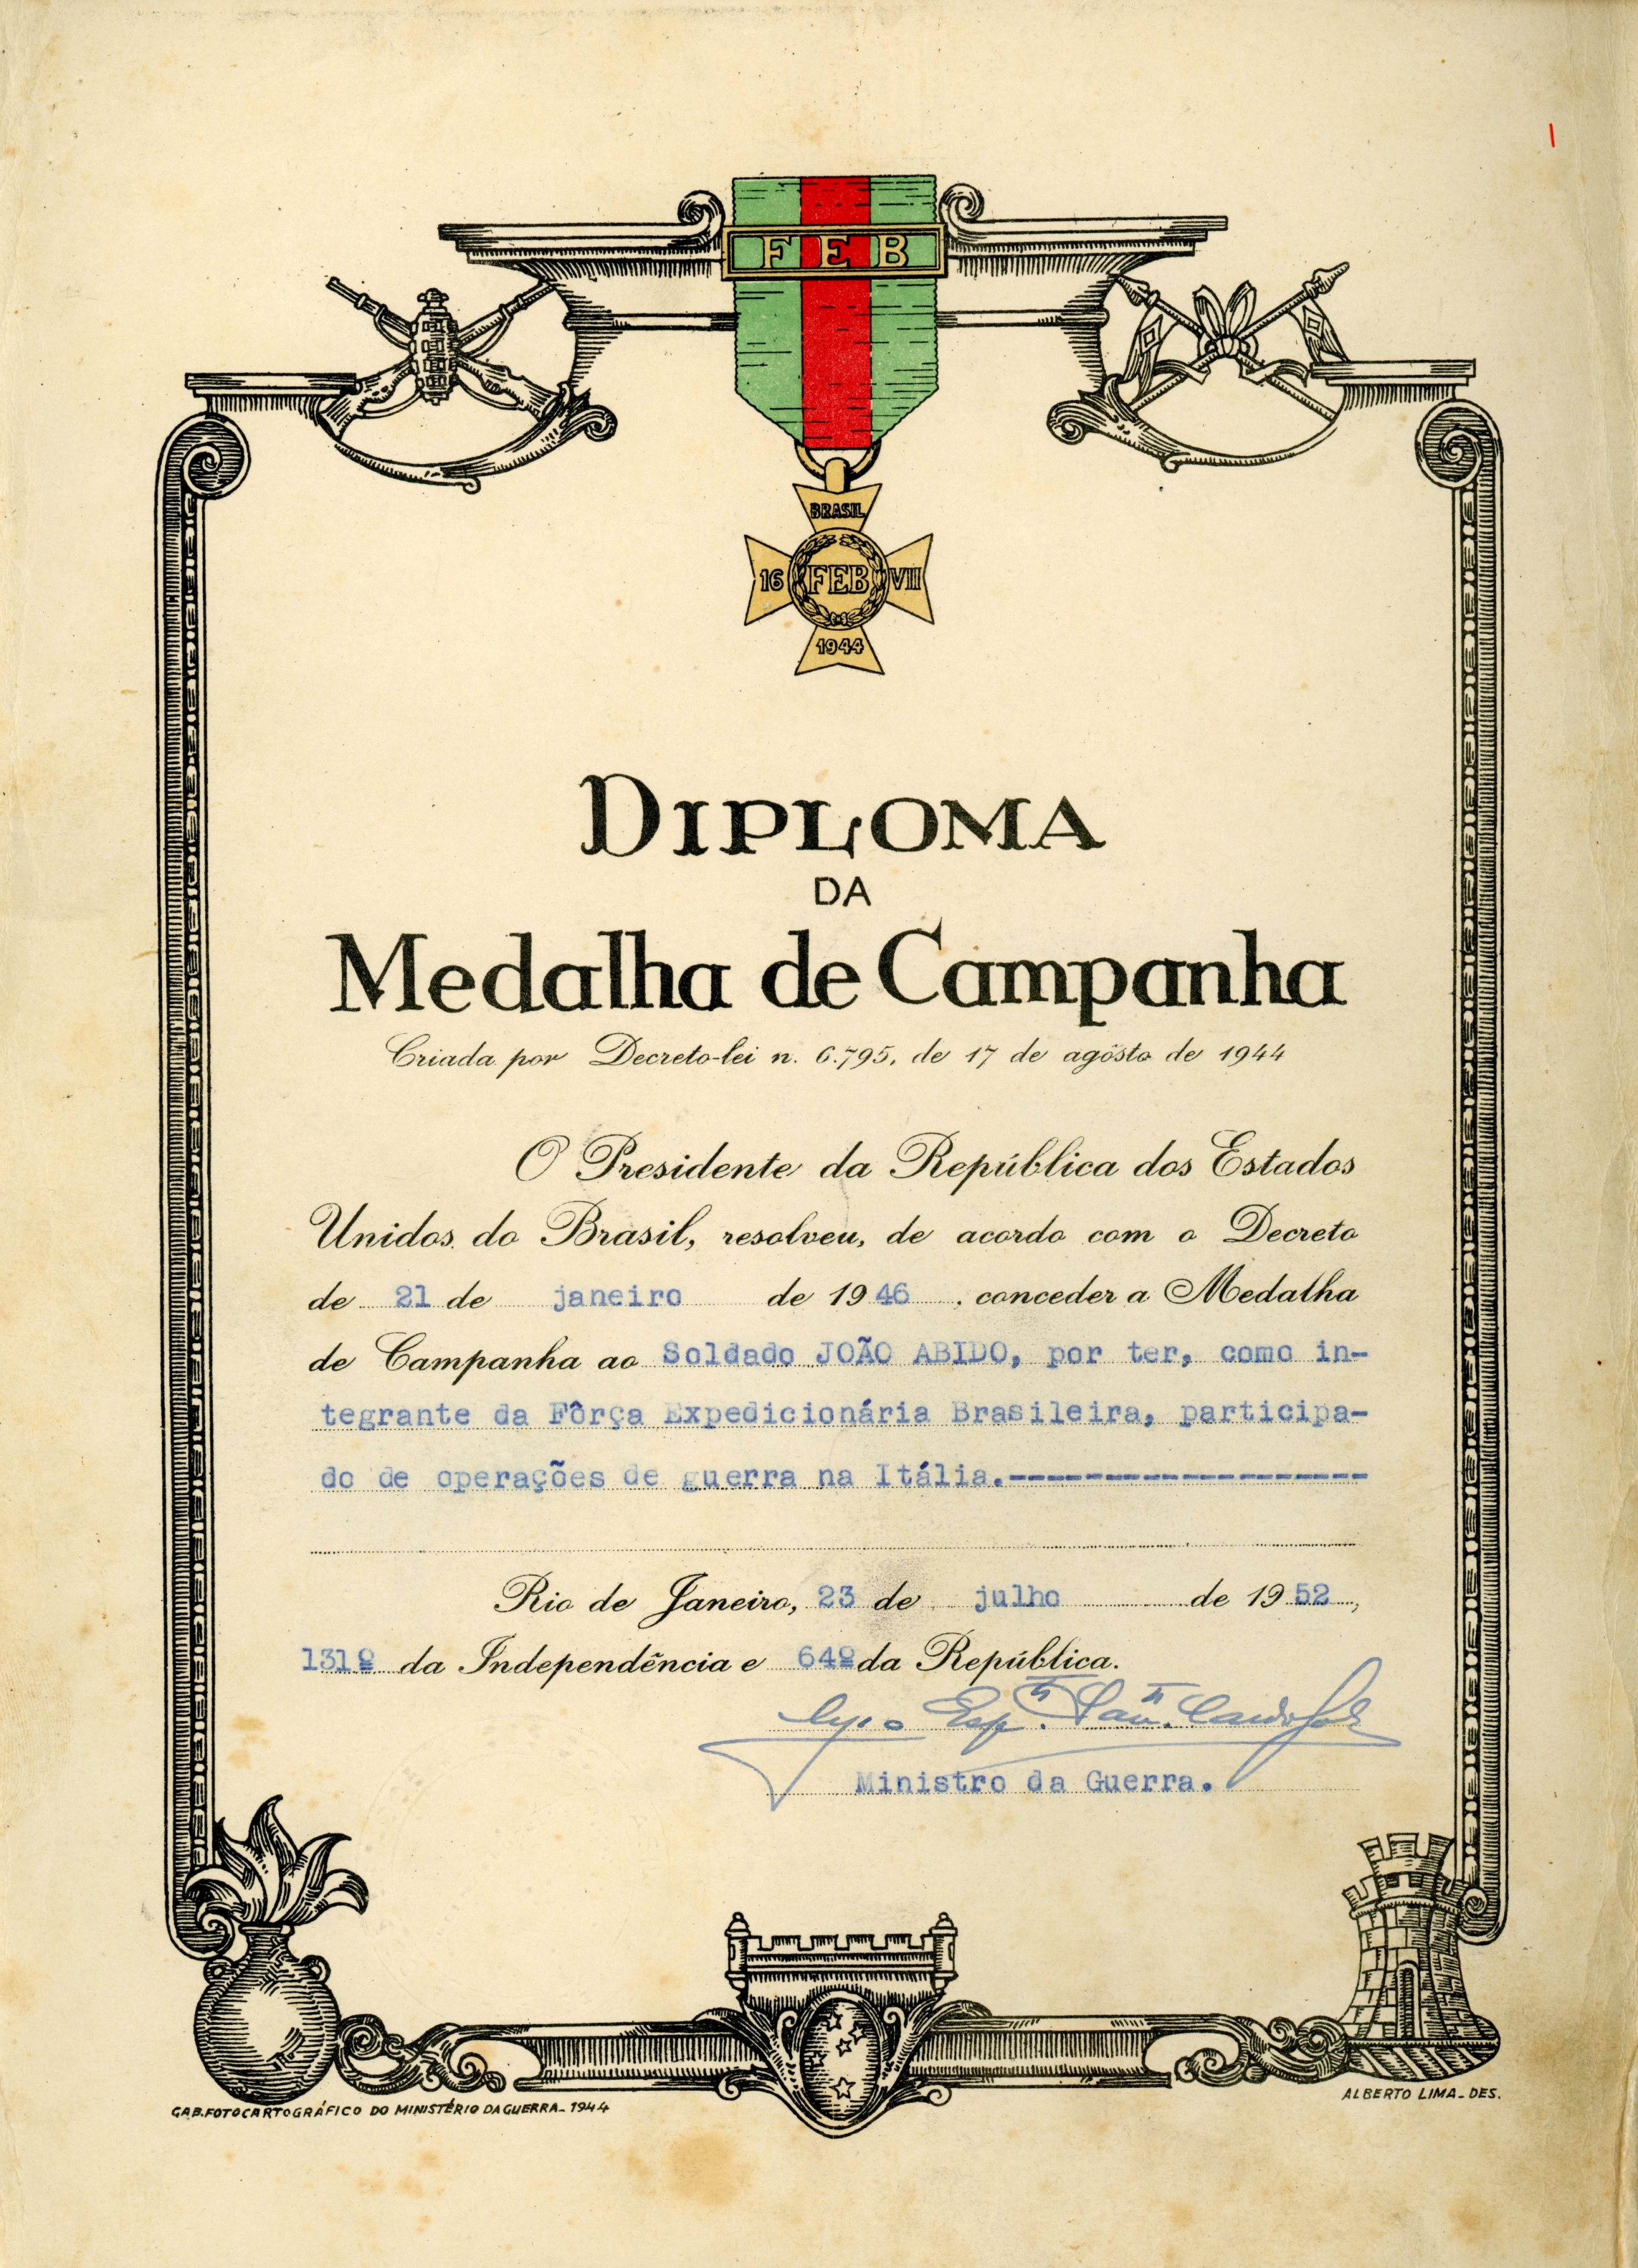 FEB
BRASIL
16 FEB VII
1944
DIPLOMA
DA
Medalha de Campanha
Criada por Decreto-lei n. 6.795, de 17 de agôsto de 1944
O Presidente da República dos Estados
Unidos do Brasil, resolveu, de acordo com o Decreto
de 21 de janeiro de 1946, conceder a Medalha
de Campanha ao Soldado JOÃO ABIDO, por ter, como in-
tegrante da Fôrça Expedicionária Brasileira, participa-
do de operações de guerra na Itália.-------------------
Rio de Janeiro, 23 de julho de 1952,
131º da Independência e 64º da República.
Ministro da Guerra.
GAB.FOTOCARTOGRÁFICO DO MINISTÉRIO DA GUERRA-1944
ALBERTO LIMA-DES.